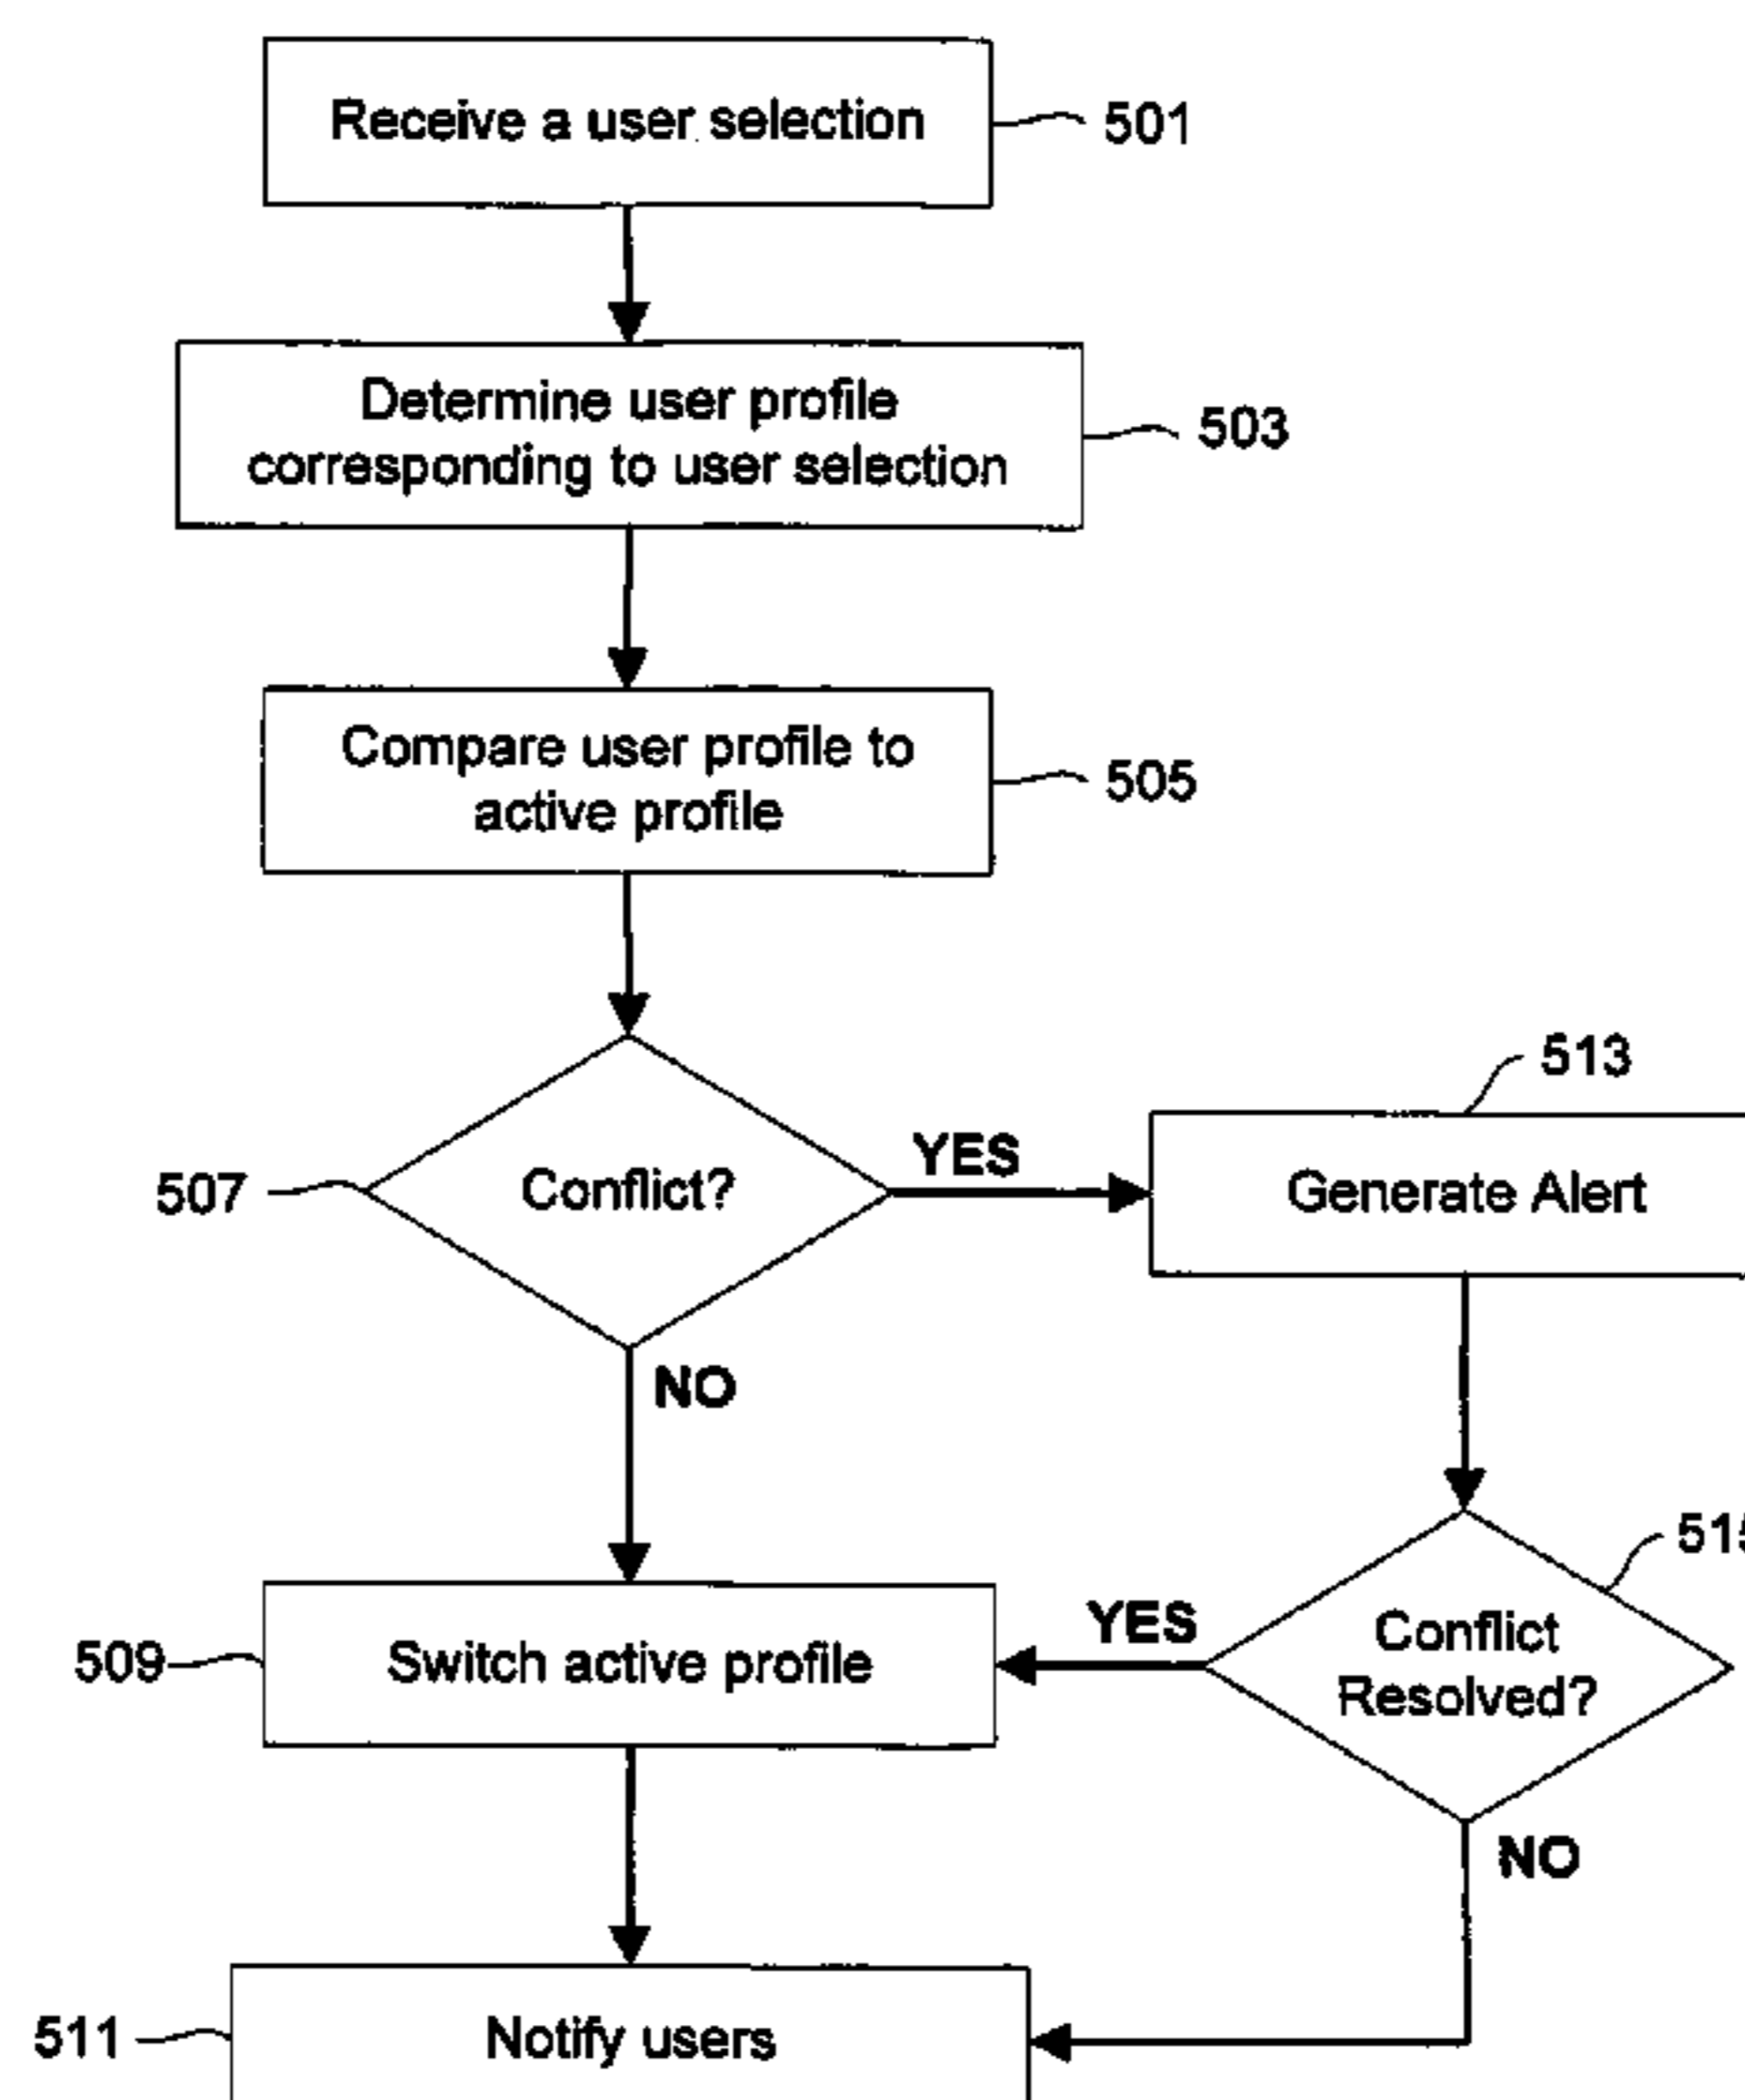 Receive a user selection
501
Determine user profile
corresponding to user selection
503
Compare user profile to
active profile
505
513
507
Conflict?
YES
Generate Alert
NO
515
509
Switch active profile
YES
Conflict
Resolved?
NO
511
Notify users